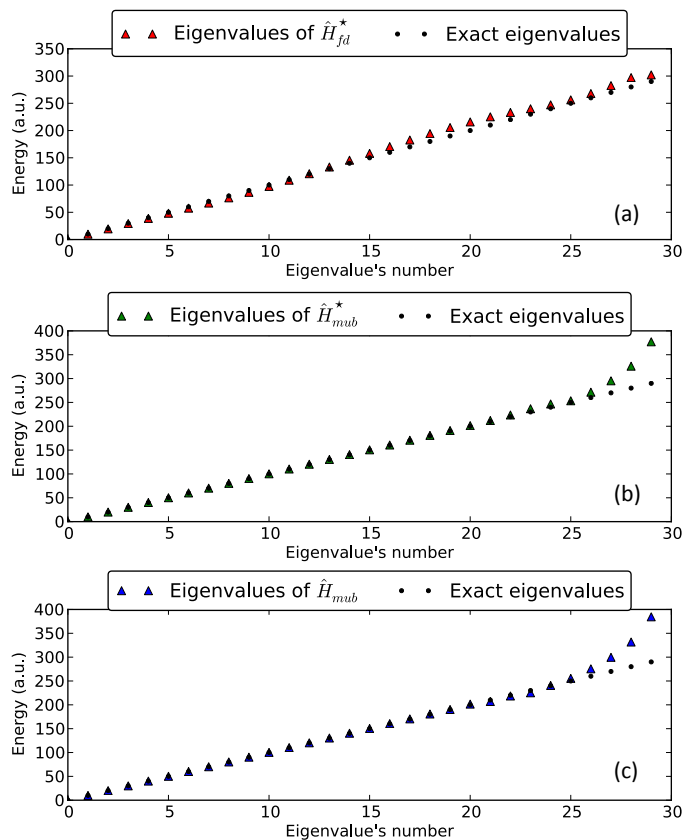 Eigenvalues of Ĥ*fd Exact eigenvalues
350
300
250
200
150
100
50
0
Energy (a.u.)
(a)
0 5 10 15 20 25 30
Eigenvalue's number
Eigenvalues of Ĥ*mub Exact eigenvalues
400
350
300
250
200
150
100
50
0
Energy (a.u.)
(b)
0 5 10 15 20 25 30
Eigenvalue's number
Eigenvalues of Ĥmub Exact eigenvalues
400
350
300
250
200
150
100
50
0
Energy (a.u.)
(c)
0 5 10 15 20 25 30
Eigenvalue's number